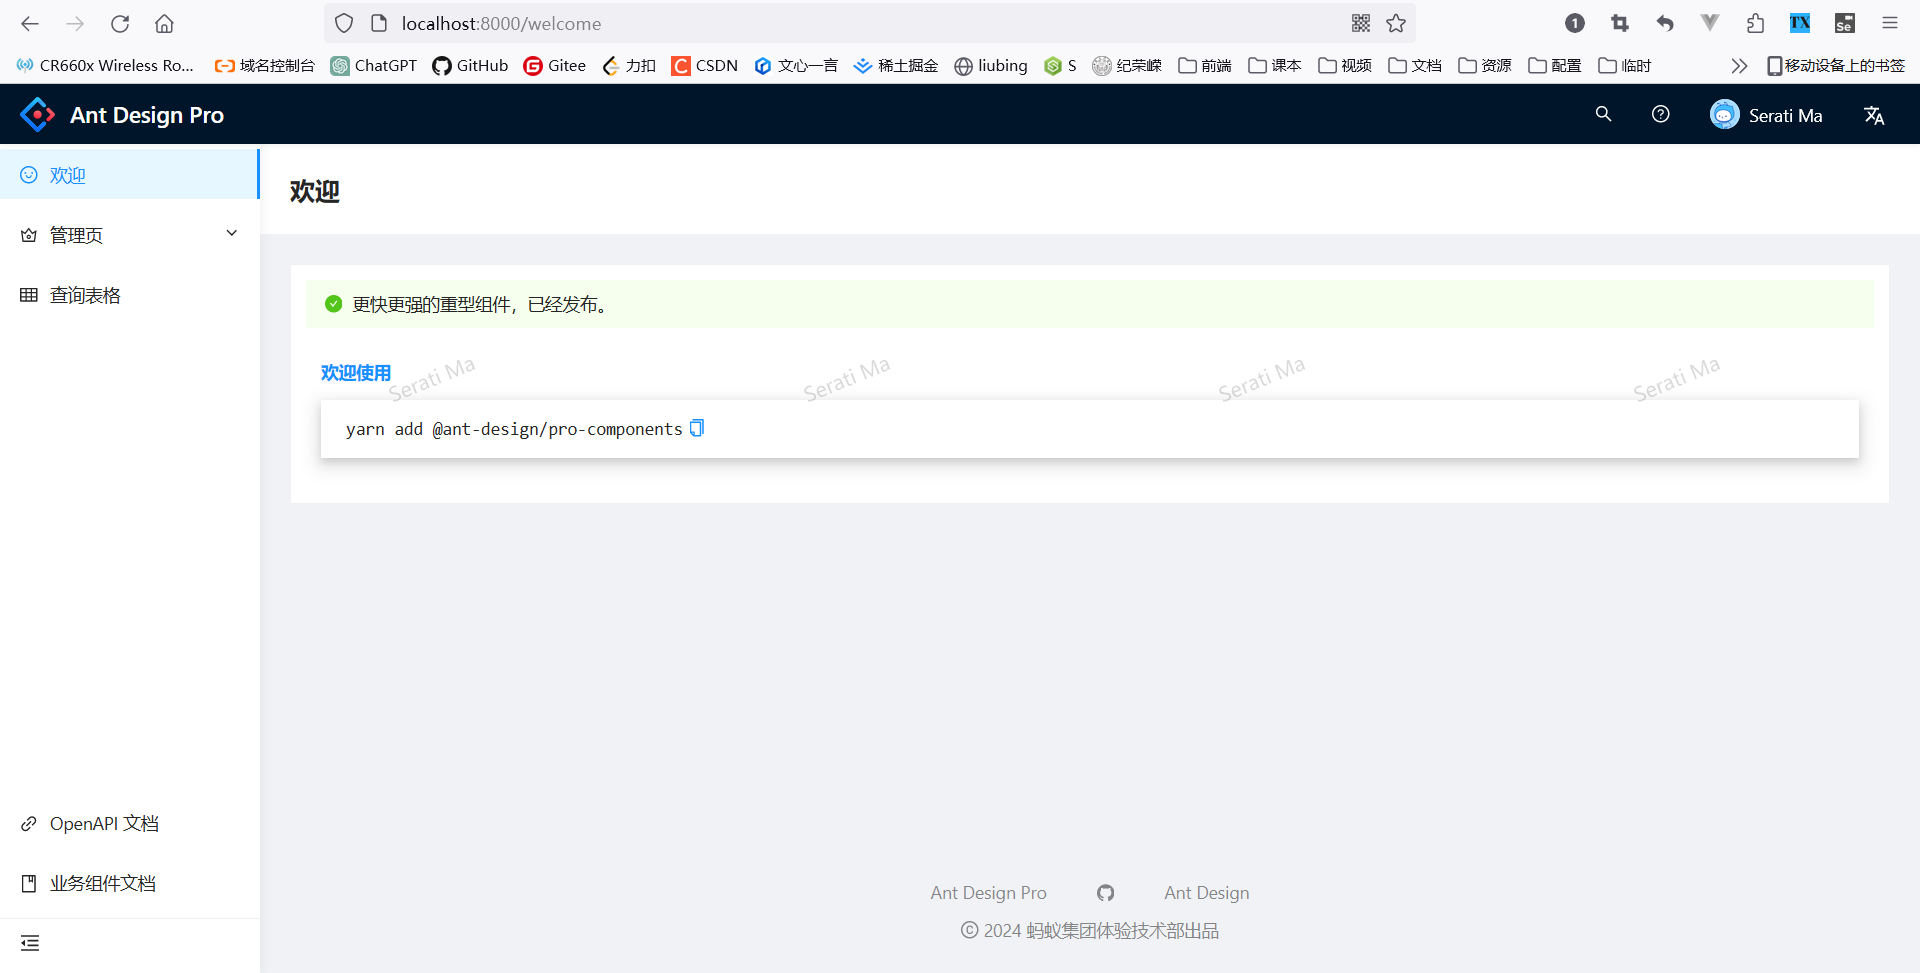 localhost:8000/welcome
1
TX
Se
CR660x Wireless Ro...
域名控制台
ChatGPT
GitHub
Gitee
力扣
C CSDN
文心一言
稀土掘金
liubing
S
纪荣嵘
前端
课本
视频
文档
资源
配置
临时
移动设备上的书签
Ant Design Pro
Serati Ma
欢迎
管理页
查询表格
OpenAPI 文档
业务组件文档
欢迎
更快更强的重型组件，已经发布。
欢迎使用
Serati Ma Serati Ma Serati Ma Serati Ma
yarn add @ant-design/pro-components
Ant Design Pro Ant Design
© 2024 蚂蚁集团体验技术部出品